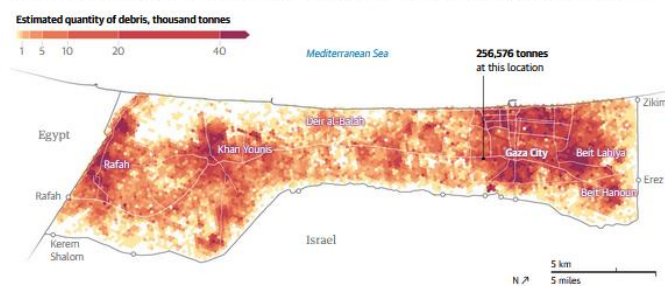 Estimated quantity of debris, thousand tonnes
1 5 10 20 40
Mediterranean Sea
256,576 tonnes
at this location
Zikim
Egypt
Deir al-Balah
Rafah
Khan Younis
Gaza City
Beit Lahiya
Beit Hanoun
Erez
Rafah
Kerem
Shalom
Israel
5 km
N ↗ 5 miles